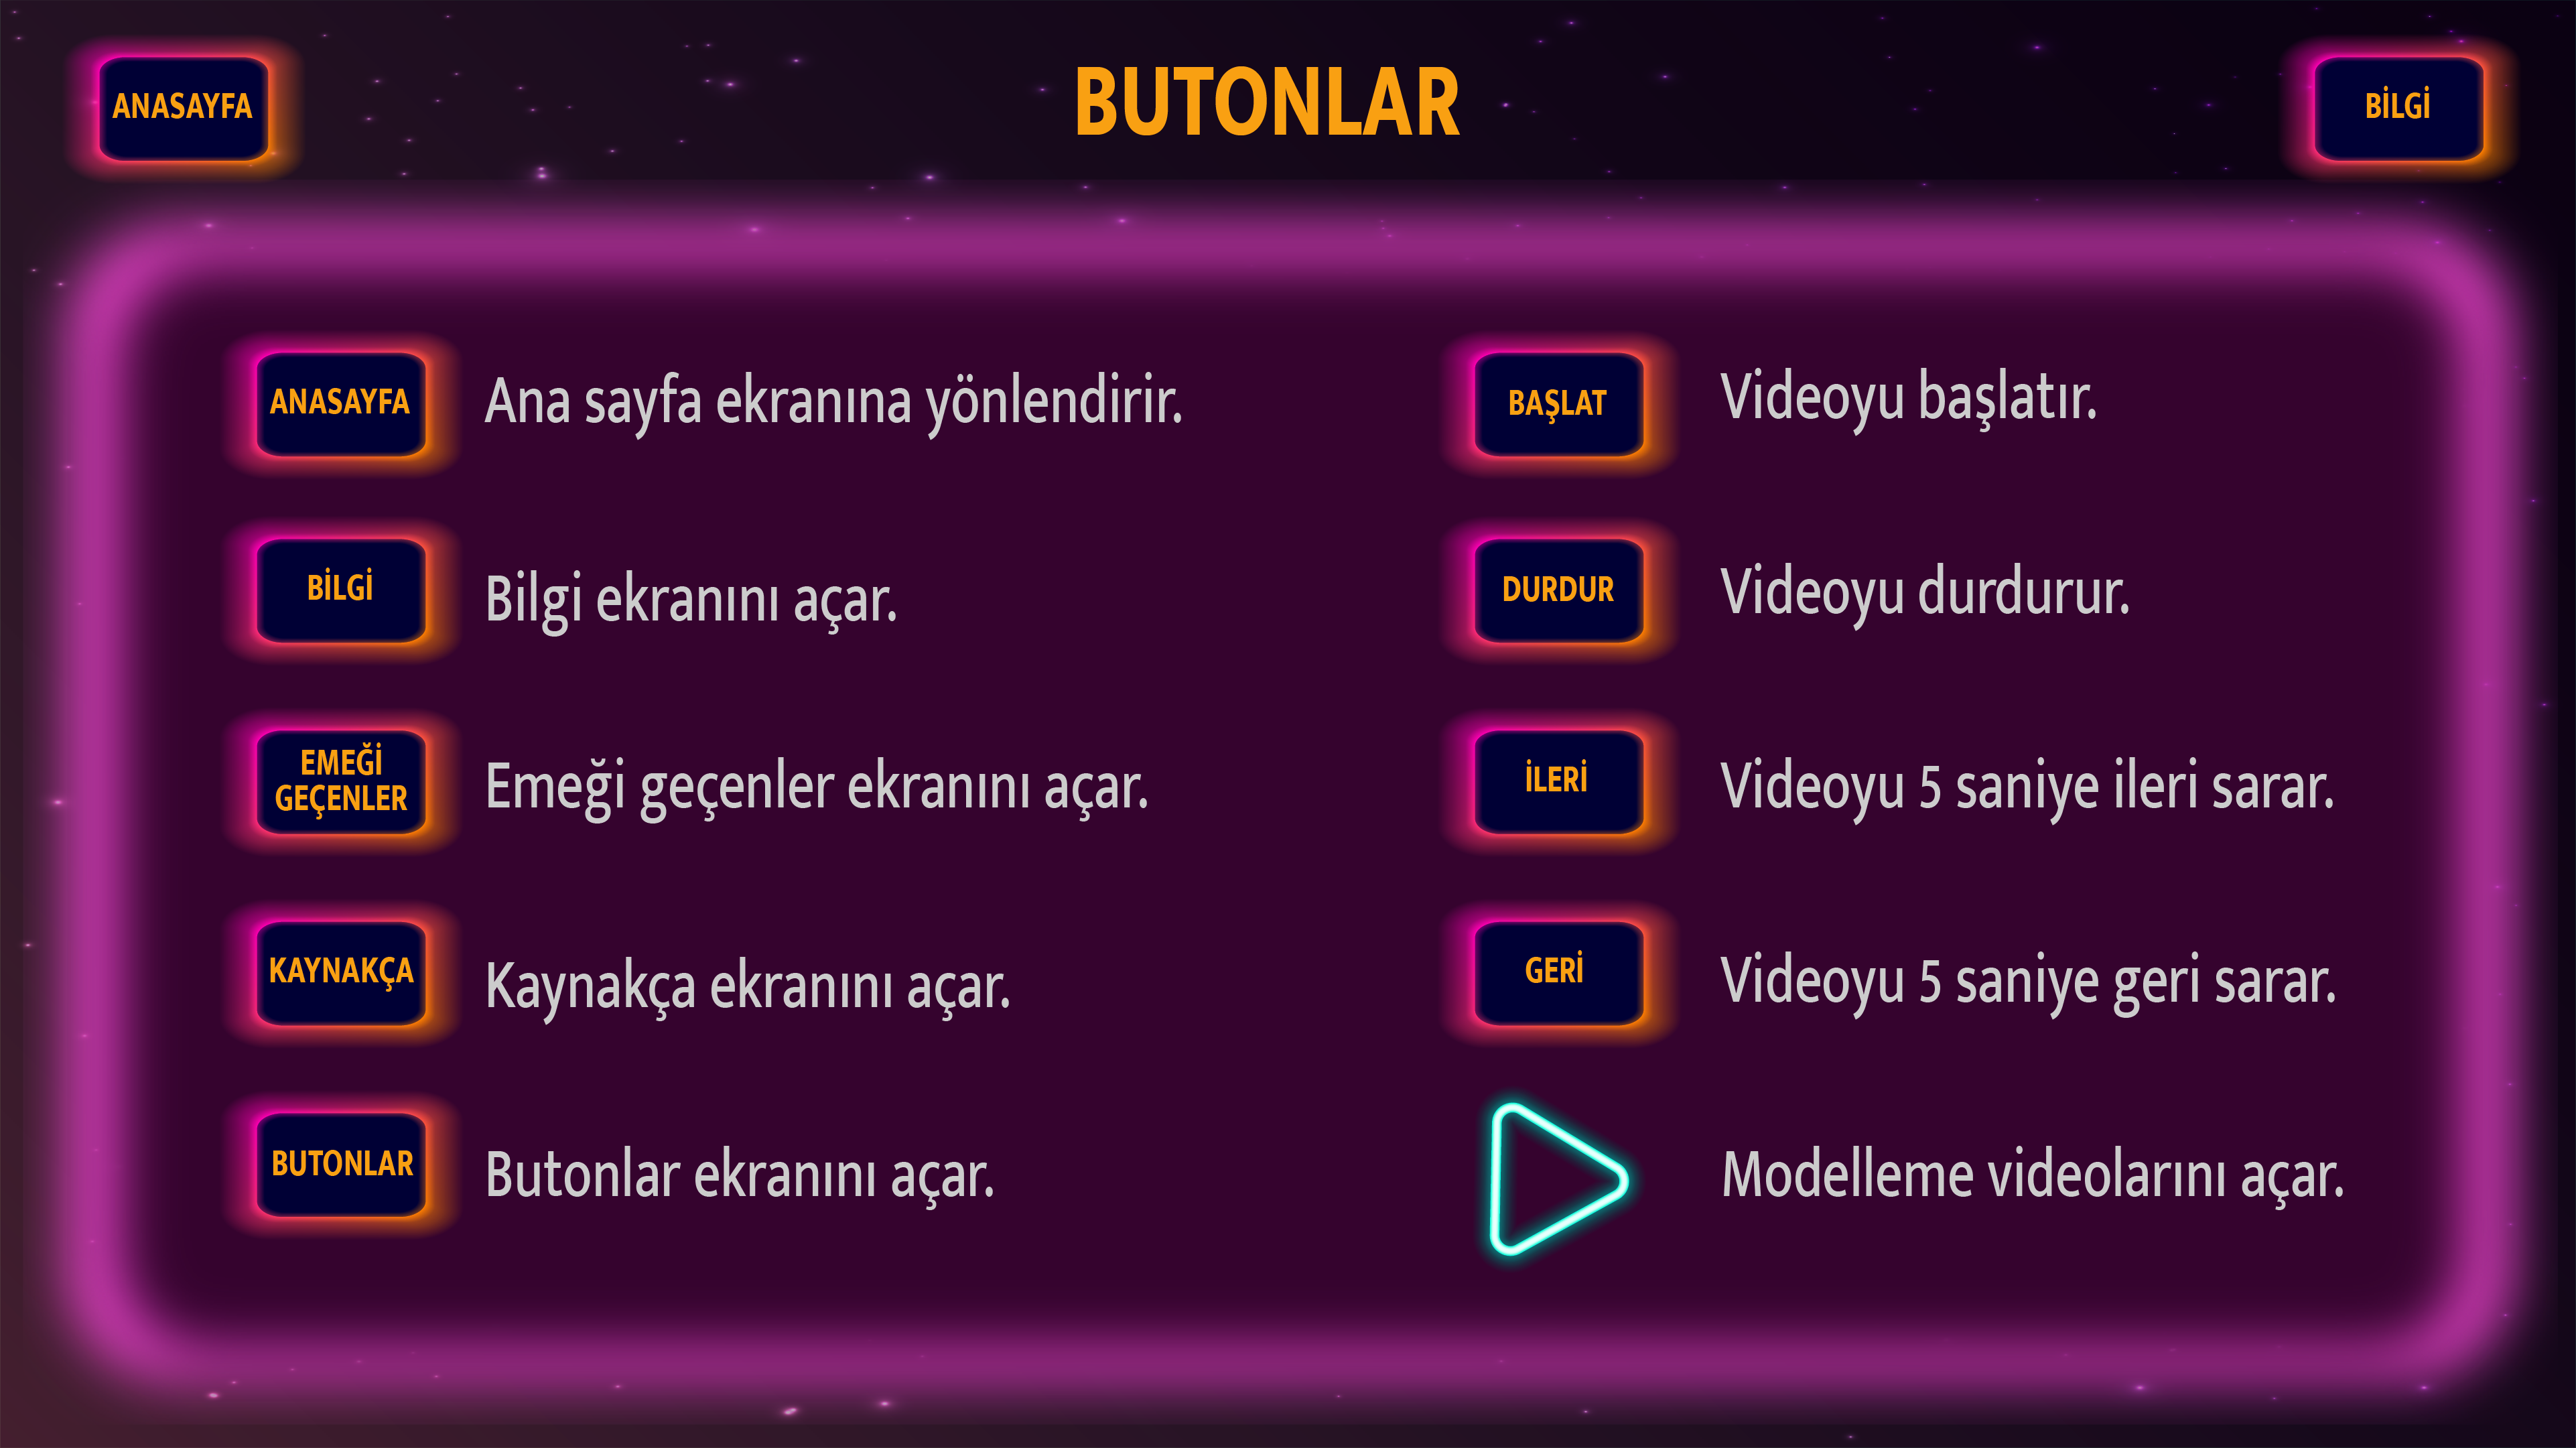 ANASAYFA
BUTONLAR
BİLGİ
ANASAYFA
Ana sayfa ekranına yönlendirir.
BİLGİ
Bilgi ekranını açar.
EMEĞİ
GEÇENLER
Emeği geçenler ekranını açar.
KAYNAKÇA
Kaynakça ekranını açar.
BUTONLAR
Butonlar ekranını açar.
BAŞLAT
Videoyu başlatır.
DURDUR
Videoyu durdurur.
İLERİ
Videoyu 5 saniye ileri sarar.
GERİ
Videoyu 5 saniye geri sarar.
Modelleme videolarını açar.